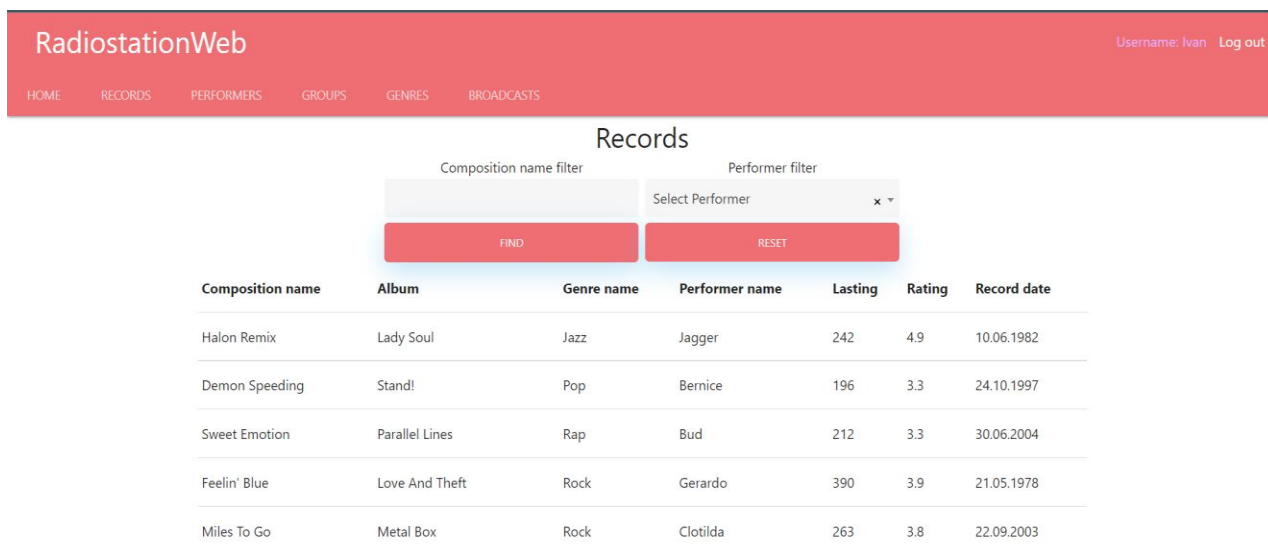 RadiostationWeb
Username: Ivan Log out
HOME RECORDS PERFORMERS GROUPS GENRES BROADCASTS
Records
Composition name filter Performer filter
Select Performer × 
FIND RESET
Composition name Album Genre name Performer name Lasting Rating Record date
Halon Remix Lady Soul Jazz Jagger 242 4.9 10.06.1982
Demon Speeding Stand! Pop Bernice 196 3.3 24.10.1997
Sweet Emotion Parallel Lines Rap Bud 212 3.3 30.06.2004
Feelin' Blue Love And Theft Rock Gerardo 390 3.9 21.05.1978
Miles To Go Metal Box Rock Clotilda 263 3.8 22.09.2003